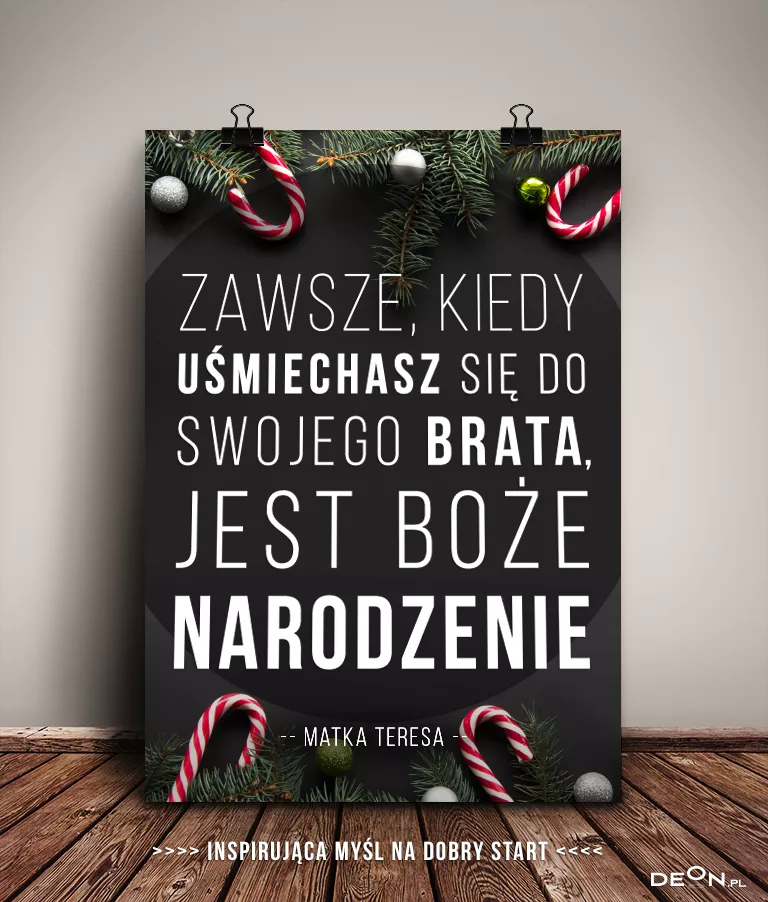 ZAWSZE, KIEDY
UŚMIECHASZ SIĘ DO
SWOJEGO BRATA,
JEST BOŻE
NARODZENIE
-- MATKA TERESA --
>>>> INSPIRUJĄCA MYŚL NA DOBRY START <<<<
DEON.PL